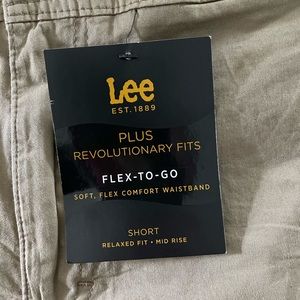 Lee
EST. 1889
PLUS
REVOLUTIONARY FITS
FLEX-TO-GO
SOFT, FLEX COMFORT WAISTBAND
SHORT
RELAXED FIT • MID RISE